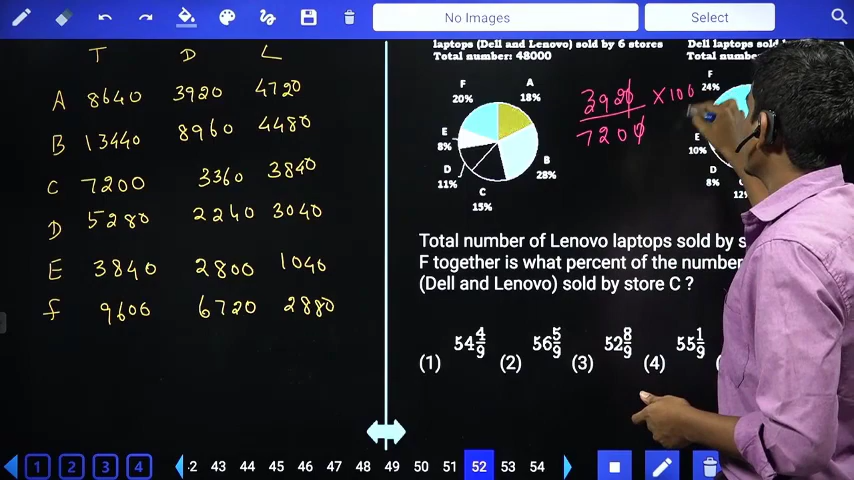 No Images
Select
T D L
A 8640 3920 4720
B 13440 8960 4480
C 7200 3360 3840
D 5280 2240 3040
E 3840 2800 1040
f 9600 6720 2880
laptops (Dell and Lenovo) sold by 6 stores
Total number: 48000
F
20%
A
18%
E
8%
B
28%
D
11%
C
15%
3920
7200
×100
Dell laptops sold
Total
F
24%
E
10%
D
8%
12%
Total number of Lenovo laptops sold by
F together is what percent of the number
(Dell and Lenovo) sold by store C ?
(1) 54 4/9 (2) 56 5/9 (3) 52 8/9 (4) 55 1/9
1 2 3 4 -2 43 44 45 46 47 48 49 50 51 52 53 54